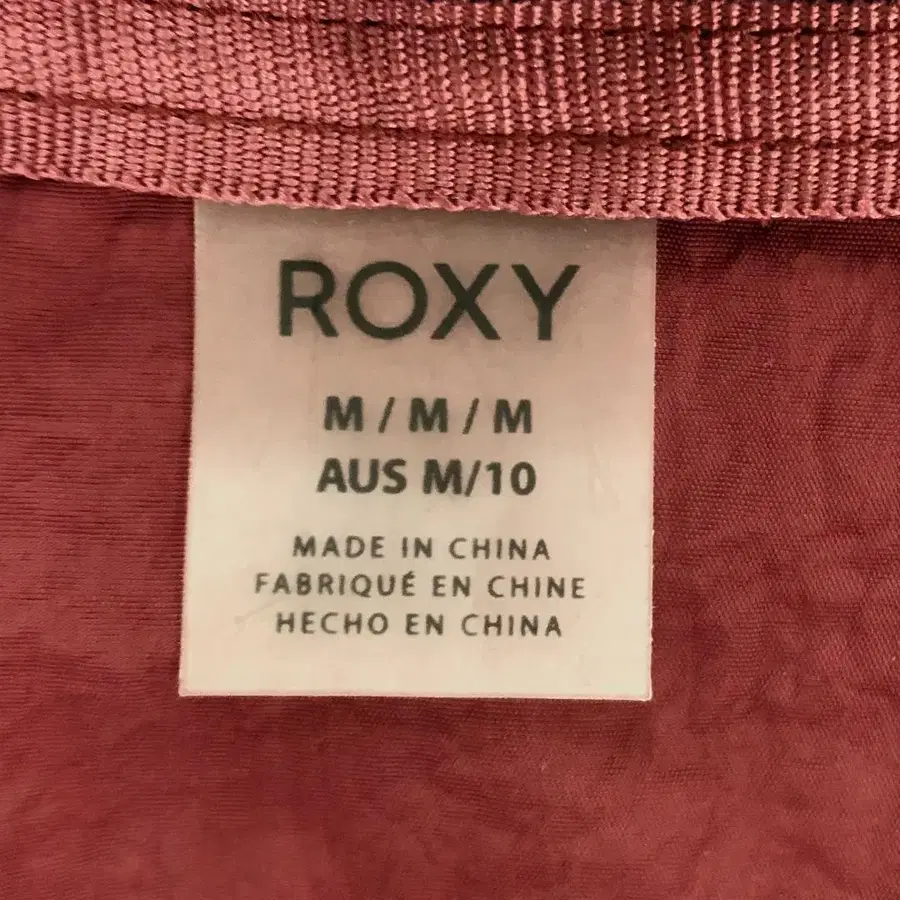 ROXY
M / M / M
AUS M/10
MADE IN CHINA
FABRIQUÉ EN CHINE
HECHO EN CHINA